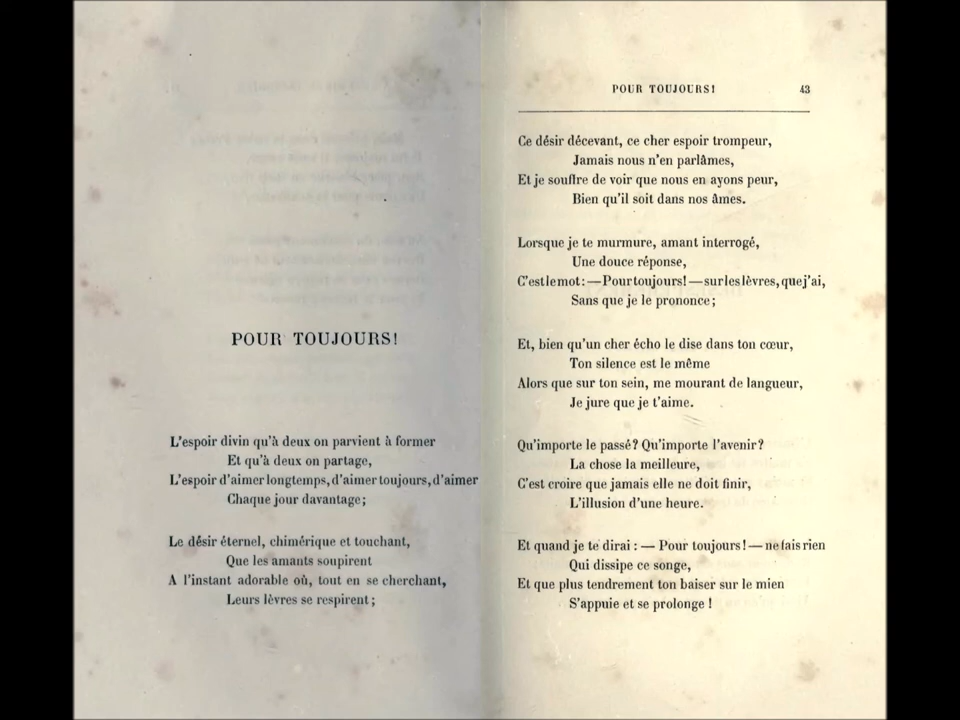 POUR TOUJOURS!
L'espoir divin qu'à deux on parvient à former
Et qu'à deux on partage,
L'espoir d'aimer longtemps, d'aimer toujours, d'aimer
Chaque jour davantage;
Le désir éternel, chimérique et touchant,
Que les amants soupirent
A l'instant adorable où, tout en se cherchant,
Leurs lèvres se respirent;
POUR TOUJOURS! 43
Ce désir décevant, ce cher espoir trompeur,
Jamais nous n'en parlâmes,
Et je souffre de voir que nous en ayons peur,
Bien qu'il soit dans nos âmes.
Lorsque je te murmure, amant interrogé,
Une douce réponse,
C'est le mot: — Pour toujours! — sur les lèvres, que j'ai,
Sans que je le prononce;
Et, bien qu'un cher écho le dise dans ton cœur,
Ton silence est le même
Alors que sur ton sein, me mourant de langueur,
Je jure que je t'aime.
Qu'importe le passé? Qu'importe l'avenir?
La chose la meilleure,
C'est croire que jamais elle ne doit finir,
L'illusion d'une heure.
Et quand je te dirai: — Pour toujours! — ne fais rien
Qui dissipe ce songe,
Et que plus tendrement ton baiser sur le mien
S'appuie et se prolonge!